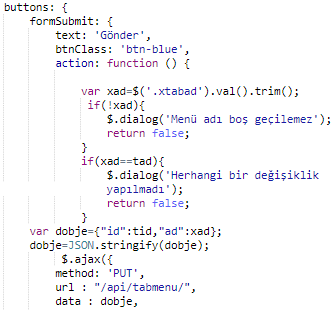 buttons: {
formSubmit: {
text: 'Gönder',
btnClass: 'btn-blue',
action: function () {
var xad=$('.xtabad').val().trim();
if(!xad){
$.dialog('Menü adı boş geçilemez');
return false;
}
if(xad==tad){
$.dialog('Herhangi bir değişiklik
yapılmadı');
return false;
}
var dobje={"id":tid,"ad":xad};
dobje=JSON.stringify(dobje);
$.ajax({
method: 'PUT',
url : "/api/tabmenu/",
data : dobje,